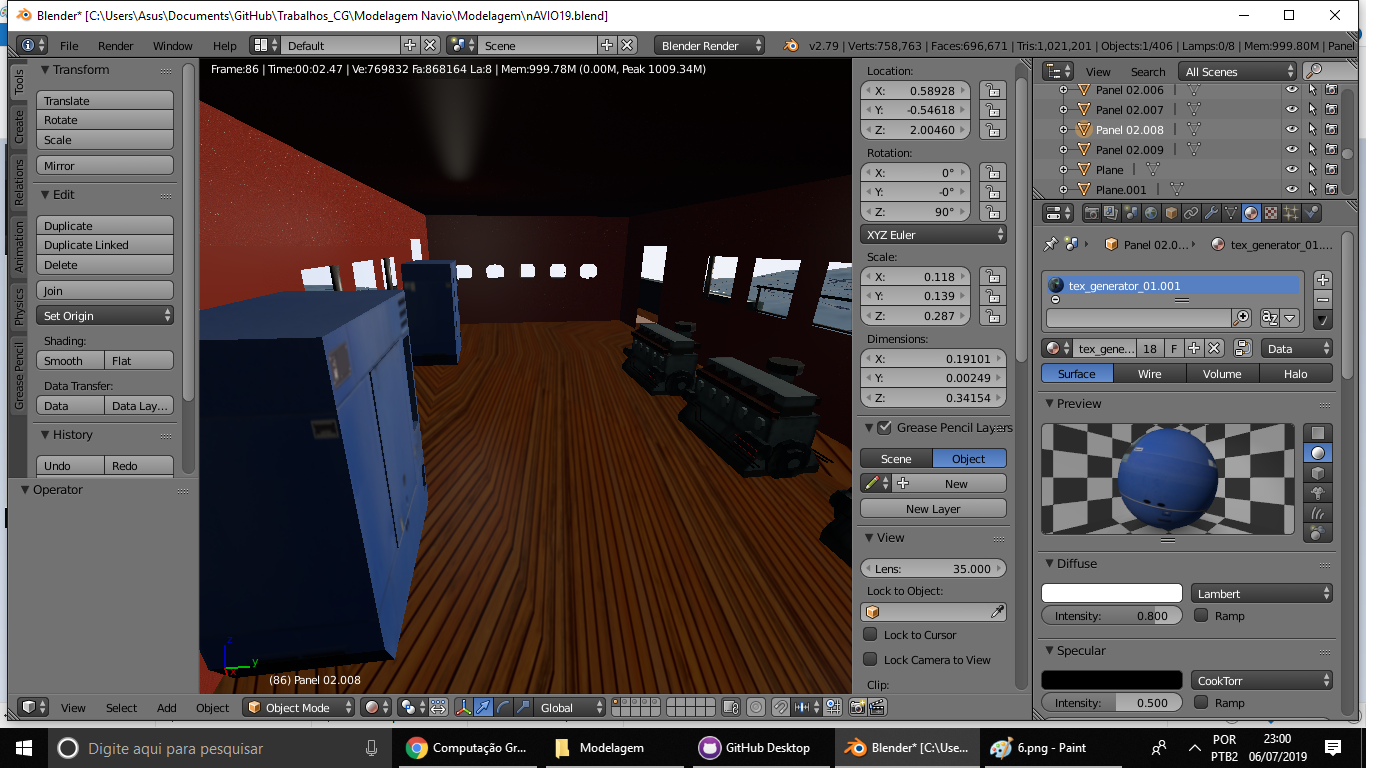 Blender* [C:\Users\Asus\Documents\GitHub\Trabalhos_CG\Modelagem Navio\Modelagem\nAVIO19.blend]
File Render Window Help Default Scene Blender Render v2.79 | Verts:758,763 | Faces:696,671 | Tris:1,021,201 | Objects:1/406 | Lamps:0/8 | Mem:999.80M | Panel
Tools
Create
Relations
Animation
Physics
Grease Pencil
Transform
Translate
Rotate
Scale
Mirror
Edit
Duplicate
Duplicate Linked
Delete
Join
Set Origin
Shading:
Smooth Flat
Data Transfer:
Data Data Lay...
History
Undo Redo
Operator
Frame:86 | Time:00:02.47 | Ve:769832 Fa:868164 La:8 | Mem:999.78M (0.00M, Peak 1009.34M)
z
y
x
(86) Panel 02.008
Location:
X: 0.58928
Y: -0.54618
Z: 2.00460
Rotation:
X: 0°
Y: -0°
Z: 90°
XYZ Euler
Scale:
X: 0.118
Y: 0.139
Z: 0.287
Dimensions:
X: 0.19101
Y: 0.00249
Z: 0.34154
Grease Pencil Layers
Scene Object
New
New Layer
View
Lens: 35.000
Lock to Object:
Lock to Cursor
Lock Camera to View
Clip:
View Search All Scenes
Panel 02.006
Panel 02.007
Panel 02.008
Panel 02.009
Plane
Plane.001
Panel 02.0... tex_generator_01....
tex_generator_01.001
tex_gene... 18 F Data
Surface Wire Volume Halo
Preview
Diffuse
Lambert
Intensity: 0.800 Ramp
Specular
CookTorr
Intensity: 0.500 Ramp
View Select Add Object Object Mode Global
Digite aqui para pesquisar Computação Gr... Modelagem GitHub Desktop Blender* [C:\Use... 6.png - Paint
POR
PTB2
23:00
06/07/2019